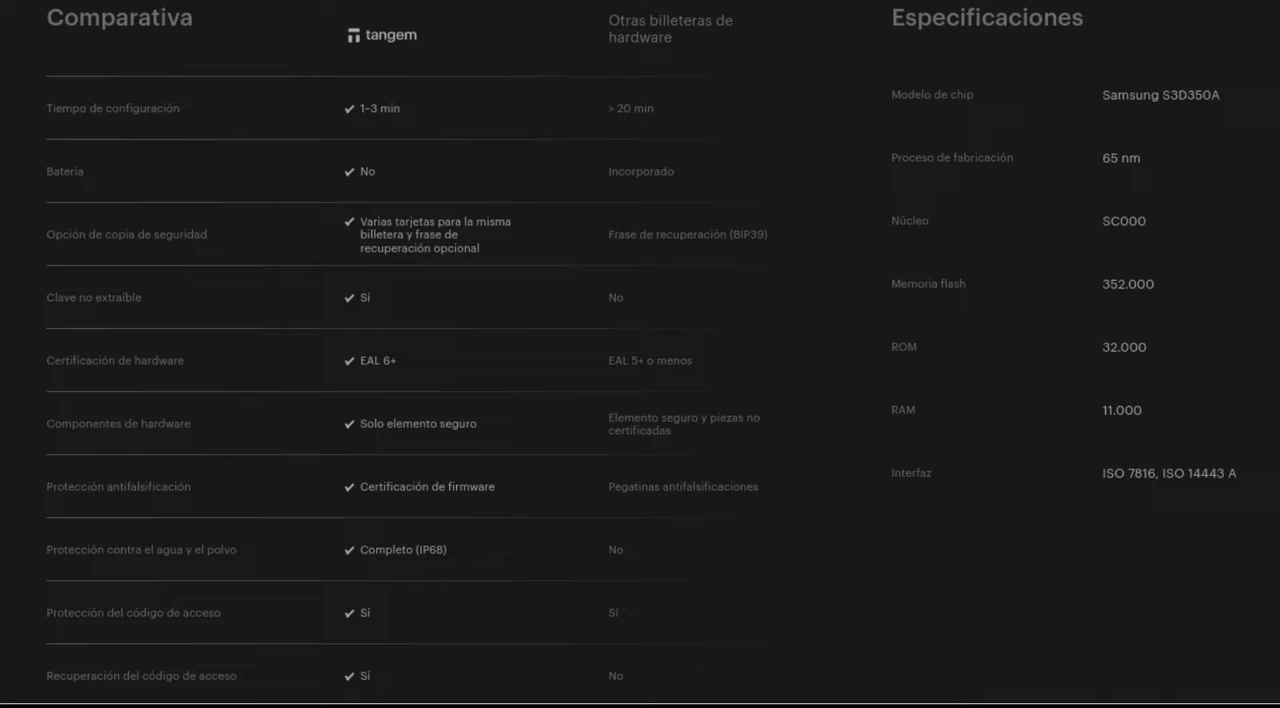 Comparativa
tangem
Otras billeteras de
hardware
Tiempo de configuración
✔ 1–3 min
> 20 min
Batería
✔ No
Incorporado
Opción de copia de seguridad
✔ Varias tarjetas para la misma
billetera y frase de
recuperación opcional
Frase de recuperación (BIP39)
Clave no extraíble
✔ Sí
No
Certificación de hardware
✔ EAL 6+
EAL 5+ o menos
Componentes de hardware
✔ Solo elemento seguro
Elemento seguro y piezas no
certificadas
Protección antifalsificación
✔ Certificación de firmware
Pegatinas antifalsificaciones
Protección contra el agua y el polvo
✔ Completo (IP68)
No
Protección del código de acceso
✔ Sí
Sí
Recuperación del código de acceso
✔ Sí
No
Especificaciones
Modelo de chip
Samsung S3D350A
Proceso de fabricación
65 nm
Núcleo
SC000
Memoria flash
352.000
ROM
32.000
RAM
11.000
Interfaz
ISO 7816, ISO 14443 A